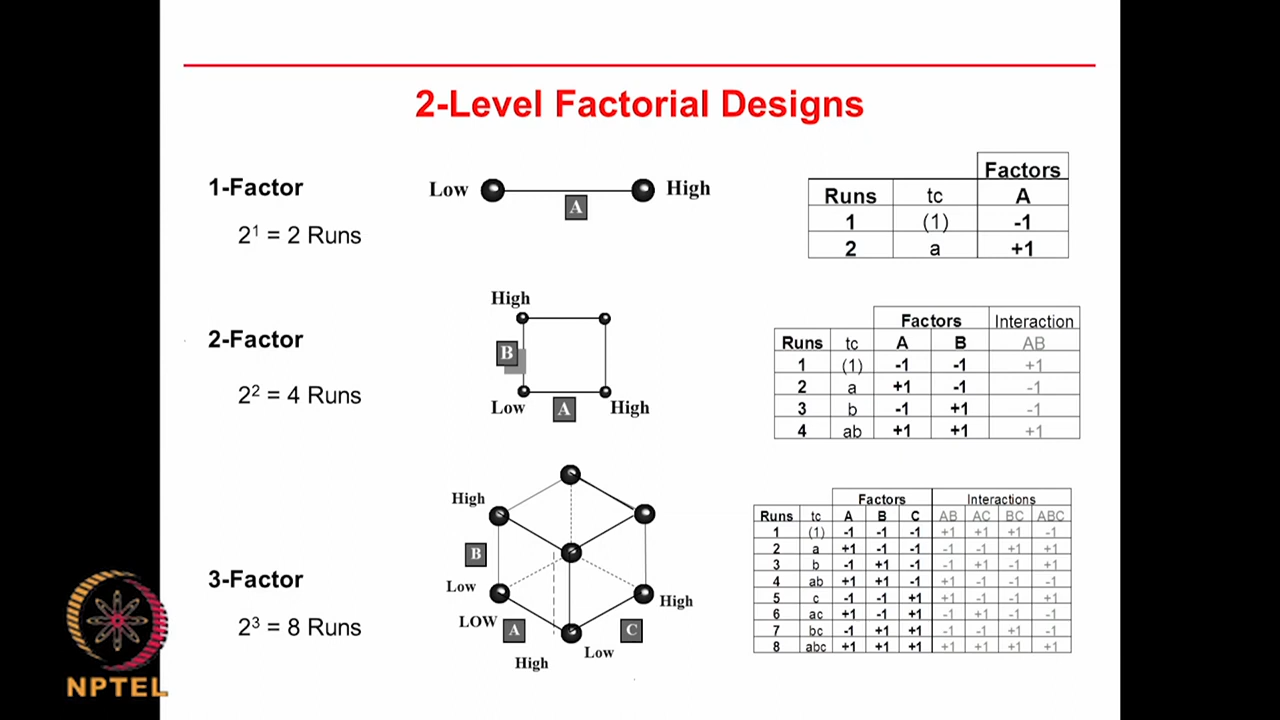 2-Level Factorial Designs
1-Factor
2¹ = 2 Runs
Low
High
A
Factors
Runs tc A
1 (1) -1
2 a +1
2-Factor
2² = 4 Runs
High
B
Low
A
High
Factors Interaction
Runs tc A B AB
1 (1) -1 -1 +1
2 a +1 -1 -1
3 b -1 +1 -1
4 ab +1 +1 +1
3-Factor
2³ = 8 Runs
High
B
Low
LOW
A
High
Low
C
High
Factors Interactions
Runs tc A B C AB AC BC ABC
1 (1) -1 -1 -1 +1 +1 +1 -1
2 a +1 -1 -1 -1 -1 +1 +1
3 b -1 +1 -1 -1 +1 -1 +1
4 ab +1 +1 -1 +1 -1 -1 -1
5 c -1 -1 +1 +1 -1 -1 +1
6 ac +1 -1 +1 -1 +1 -1 -1
7 bc -1 +1 +1 -1 -1 +1 -1
8 abc +1 +1 +1 +1 +1 +1 +1
NPTEL